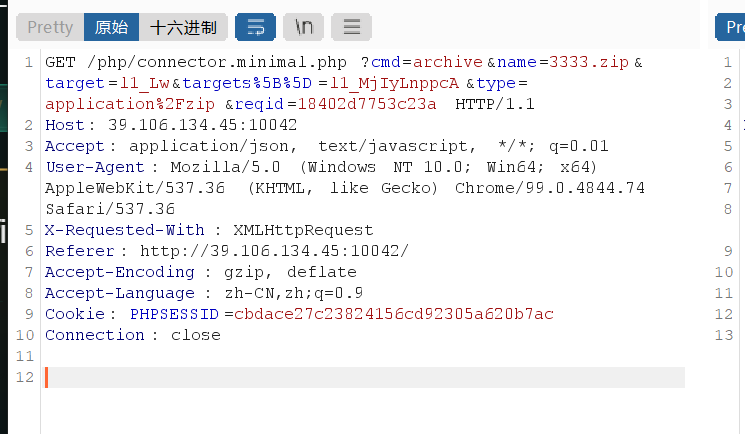 Pretty 原始 十六进制 \n Pre
1 GET /php/connector.minimal.php ?cmd=archive&name=3333.zip&
target=l1_Lw&targets%5B%5D=l1_MjIyLnppcA&type=
application%2Fzip &reqid=18402d7753c23a HTTP/1.1
2 Host: 39.106.134.45:10042
3 Accept: application/json, text/javascript, */*; q=0.01
4 User-Agent: Mozilla/5.0 (Windows NT 10.0; Win64; x64)
AppleWebKit/537.36 (KHTML, like Gecko) Chrome/99.0.4844.74
Safari/537.36
5 X-Requested-With: XMLHttpRequest
6 Referer: http://39.106.134.45:10042/
7 Accept-Encoding: gzip, deflate
8 Accept-Language: zh-CN,zh;q=0.9
9 Cookie: PHPSESSID=cbdace27c23824156cd92305a620b7ac
10 Connection: close
11
12
1
2
3
4
5
6
7
8
9
10
11
12
13